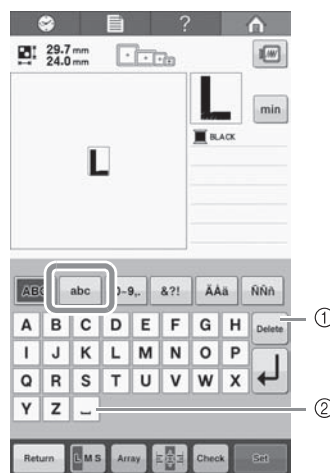 ?
29.7 mm
24.0 mm
L
min
BLACK
L
ABC abc 0-9,. &?! ÄÅä ÑÑñ
A B C D E F G H Delete ①
I J K L M N O P
Q R S T U V W X
Y Z ⎵ ②
Return L M S Array Check Set